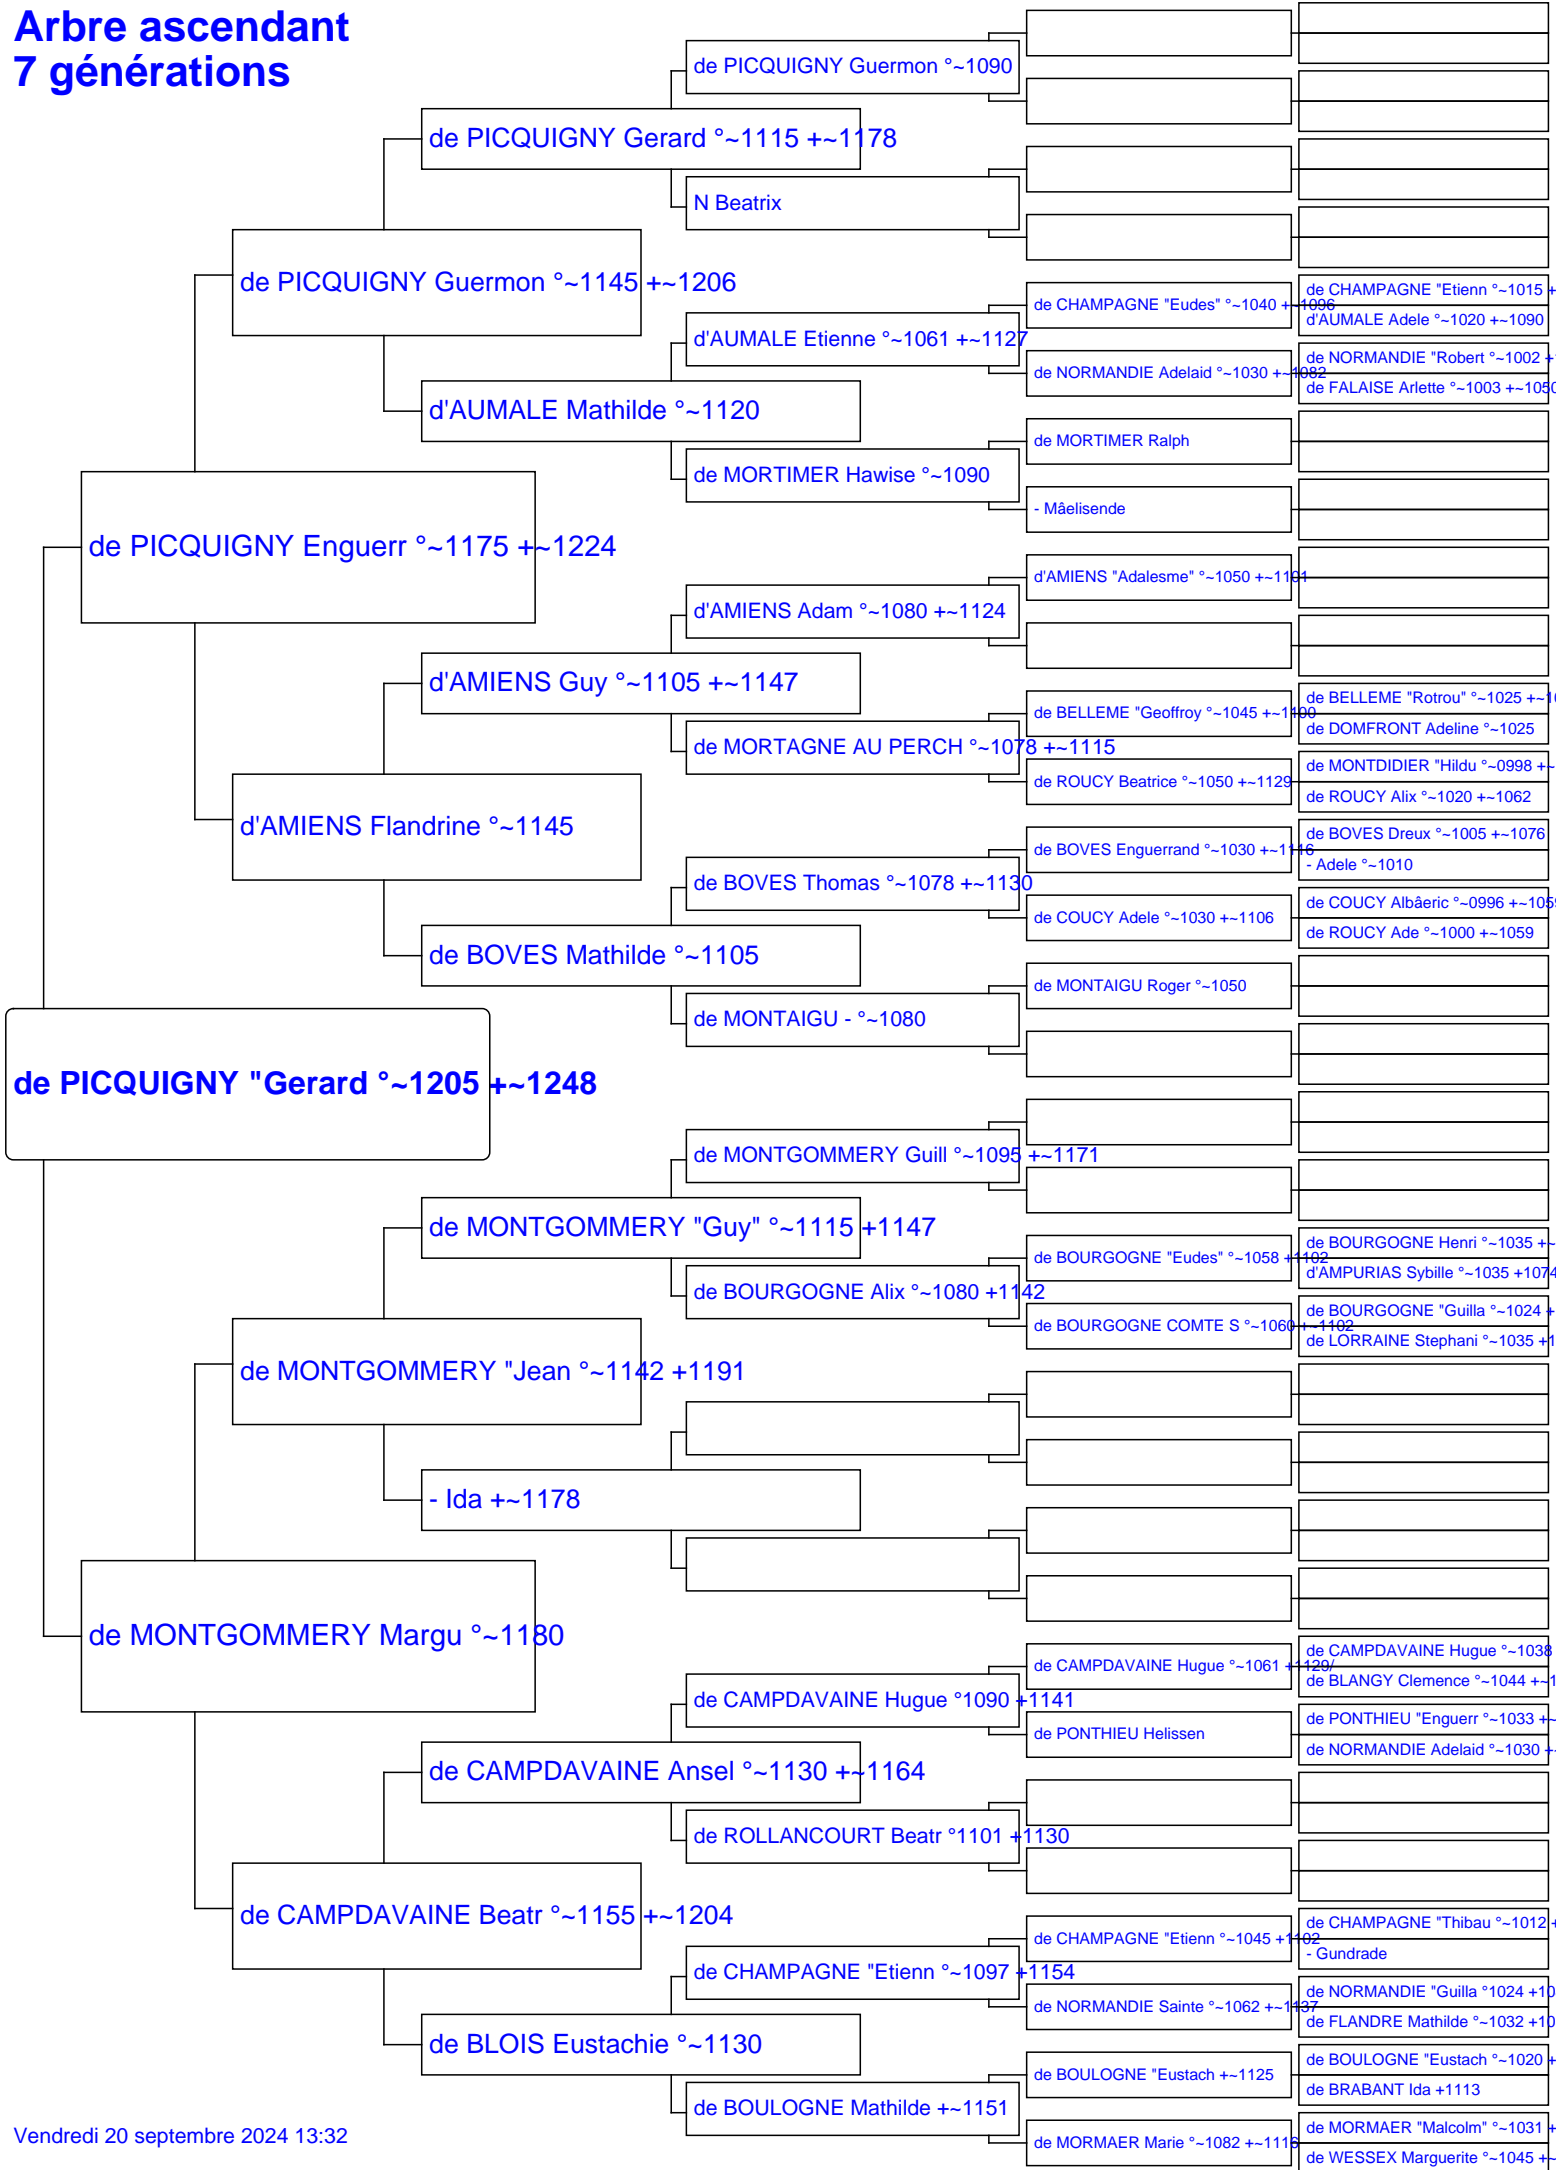 Arbre ascendant
7 générations
de PICQUIGNY Guermon °~1090
de PICQUIGNY Gerard °~1115 +~1178
N Beatrix
de PICQUIGNY Guermon °~1145 +~1206
de CHAMPAGNE "Etienn °~1015 +
de CHAMPAGNE "Eudes" °~1040 +~1096
d'AUMALE Adele °~1020 +~1090
d'AUMALE Etienne °~1061 +~1127
de NORMANDIE "Robert °~1002 +
de NORMANDIE Adelaid °~1030 +~1082
de FALAISE Arlette °~1003 +~1050
d'AUMALE Mathilde °~1120
de MORTIMER Ralph
de MORTIMER Hawise °~1090
- Mâelisende
de PICQUIGNY Enguerr °~1175 +~1224
d'AMIENS "Adalesme" °~1050 +~1101
d'AMIENS Adam °~1080 +~1124
d'AMIENS Guy °~1105 +~1147
de BELLEME "Rotrou" °~1025 +~10
de BELLEME "Geoffroy °~1045 +~1100
de DOMFRONT Adeline °~1025
de MORTAGNE AU PERCH °~1078 +~1115
de MONTDIDIER "Hildu °~0998 +~
de ROUCY Beatrice °~1050 +~1129
de ROUCY Alix °~1020 +~1062
d'AMIENS Flandrine °~1145
de BOVES Dreux °~1005 +~1076
de BOVES Enguerrand °~1030 +~1116
- Adele °~1010
de BOVES Thomas °~1078 +~1130
de COUCY Albâeric °~0996 +~1059
de COUCY Adele °~1030 +~1106
de ROUCY Ade °~1000 +~1059
de BOVES Mathilde °~1105
de MONTAIGU Roger °~1050
de MONTAIGU - °~1080
de PICQUIGNY "Gerard °~1205 +~1248
de MONTGOMMERY Guill °~1095 +~1171
de MONTGOMMERY "Guy" °~1115 +1147
de BOURGOGNE Henri °~1035 +~
de BOURGOGNE "Eudes" °~1058 +1102
d'AMPURIAS Sybille °~1035 +1074
de BOURGOGNE Alix °~1080 +1142
de BOURGOGNE "Guilla °~1024 +
de BOURGOGNE COMTE S °~1060 +~1102
de LORRAINE Stephani °~1035 +1
de MONTGOMMERY "Jean °~1142 +1191
- Ida +~1178
de MONTGOMMERY Margu °~1180
de CAMPDAVAINE Hugue °~1038
de CAMPDAVAINE Hugue °~1061 +1129/
de BLANGY Clemence °~1044 +~1
de CAMPDAVAINE Hugue °1090 +1141
de PONTHIEU "Enguerr °~1033 +~
de PONTHIEU Helissen
de NORMANDIE Adelaid °~1030 +~
de CAMPDAVAINE Ansel °~1130 +~1164
de ROLLANCOURT Beatr °1101 +1130
de CAMPDAVAINE Beatr °~1155 +~1204
de CHAMPAGNE "Thibau °~1012 +
de CHAMPAGNE "Etienn °~1045 +1102
- Gundrade
de CHAMPAGNE "Etienn °~1097 +1154
de NORMANDIE "Guilla °1024 +10
de NORMANDIE Sainte °~1062 +~1137
de FLANDRE Mathilde °~1032 +10
de BLOIS Eustachie °~1130
de BOULOGNE "Eustach °~1020 +
de BOULOGNE "Eustach +~1125
de BRABANT Ida +1113
de BOULOGNE Mathilde +~1151
de MORMAER "Malcolm" °~1031 +
de MORMAER Marie °~1082 +~1116
de WESSEX Marguerite °~1045 +~
Vendredi 20 septembre 2024 13:32